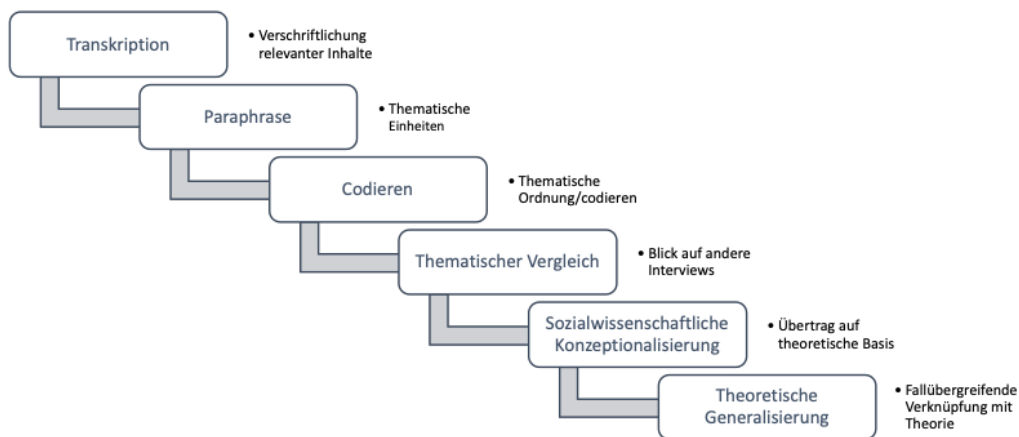 Transkription
• Verschriftlichung
relevanter Inhalte
Paraphrase
• Thematische
Einheiten
Codieren
• Thematische
Ordnung/codieren
Thematischer Vergleich
• Blick auf andere
Interviews
Sozialwissenschaftliche
Konzeptionalisierung
• Übertrag auf
theoretische Basis
Theoretische
Generalisierung
• Fallübergreifende
Verknüpfung mit
Theorie